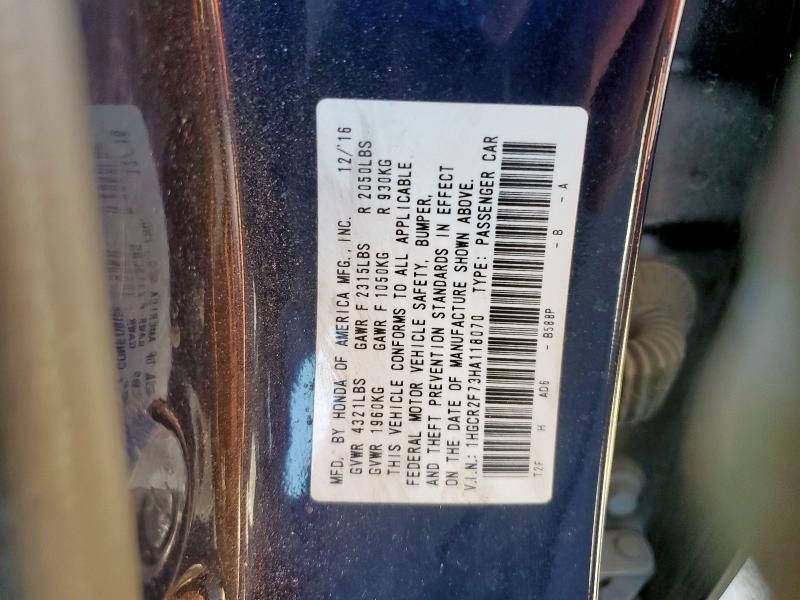 MFD. BY HONDA OF AMERICA MFG., INC. 12/'16
GVWR 4321LBS GAWR F 2315LBS R 2050LBS
GVWR 1960KG GAWR F 1050KG R 930KG
THIS VEHICLE CONFORMS TO ALL APPLICABLE
FEDERAL MOTOR VEHICLE SAFETY, BUMPER,
AND THEFT PREVENTION STANDARDS IN EFFECT
ON THE DATE OF MANUFACTURE SHOWN ABOVE.
V.I.N.: 1HGCR2F73HA118070 TYPE: PASSENGER CAR
T2F H AD6 - B588P - B - A